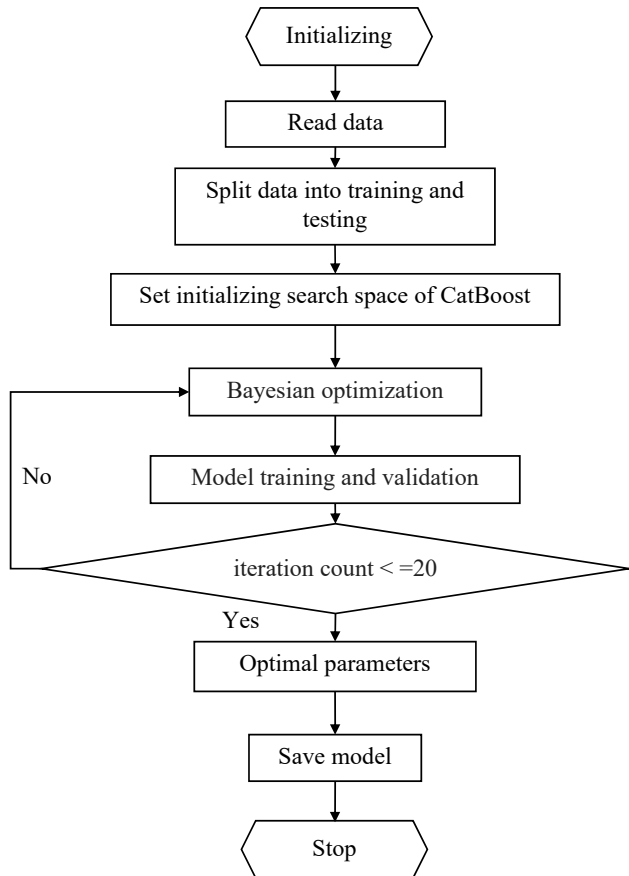 Initializing
Read data
Split data into training and
testing
Set initializing search space of CatBoost
Bayesian optimization
No
Model training and validation
iteration count < =20
Yes
Optimal parameters
Save model
Stop